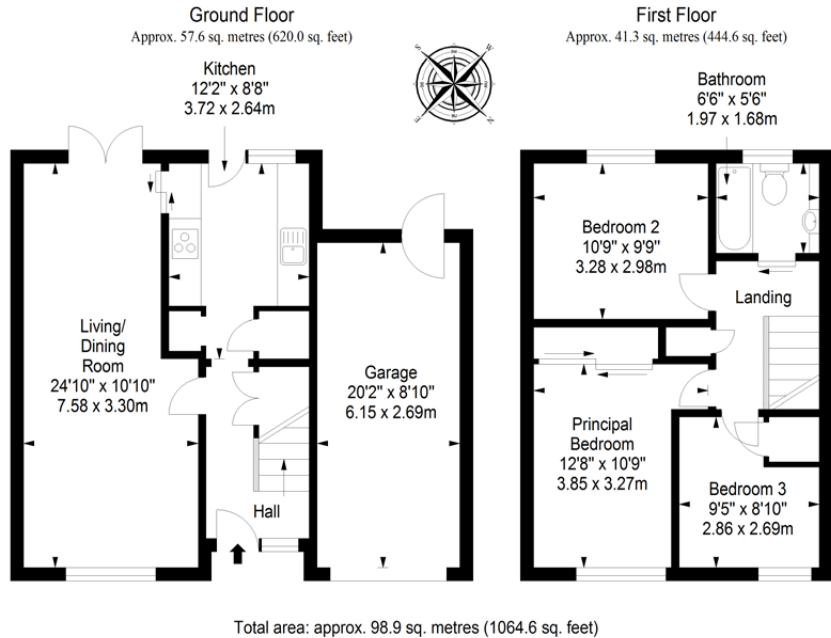 Ground Floor
Approx. 57.6 sq. metres (620.0 sq. feet)
Kitchen
12'2" x 8'8"
3.72 x 2.64m
Living/
Dining
Room
24'10" x 10'10"
7.58 x 3.30m
Garage
20'2" x 8'10"
6.15 x 2.69m
Hall
S
W
E
N
First Floor
Approx. 41.3 sq. metres (444.6 sq. feet)
Bathroom
6'6" x 5'6"
1.97 x 1.68m
Bedroom 2
10'9" x 9'9"
3.28 x 2.98m
Landing
Principal
Bedroom
12'8" x 10'9"
3.85 x 3.27m
Bedroom 3
9'5" x 8'10"
2.86 x 2.69m
Total area: approx. 98.9 sq. metres (1064.6 sq. feet)